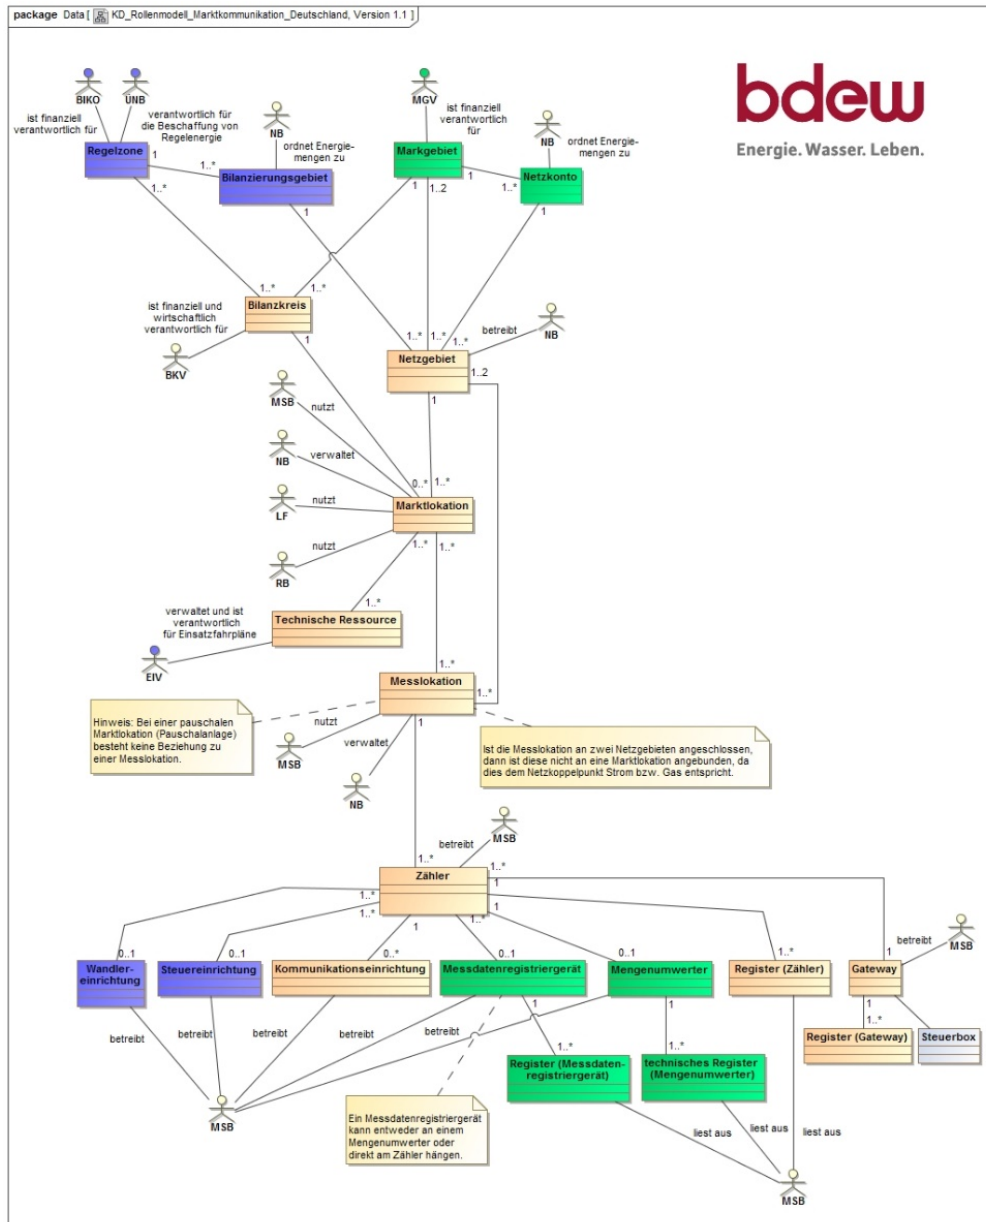 package Data [ KD_Rollenmodell_Marktkommunikation_Deutschland, Version 1.1 ]
bdew
Energie. Wasser. Leben.
BIKO
ÜNB
MGV
NB
NB
ist finanziell
verantwortlich für
verantwortlich für
die Beschaffung von
Regelenergie
ordnet Energie-
mengen zu
ist finanziell
verantwortlich
für
ordnet Energie-
mengen zu
Regelzone
1
1..*
1..*
Bilanzierungsgebiet
1
Markgebiet
1
1
1..2
1..*
Netzkonto
1
1..*
1..*
Bilanzkreis
1
ist finanziell und
wirtschaftlich
verantwortlich für
BKV
1..*
1..*
1..*
betreibt
NB
Netzgebiet
1..2
1
MSB
nutzt
NB
verwaltet
LF
nutzt
RB
nutzt
0..*
1..*
Marktlokation
1..*
1..*
verwaltet und ist
verantwortlich
für Einsatzfahrpläne
EIV
1..*
Technische Ressource
1..*
Messlokation
1..*
1
Hinweis: Bei einer pauschalen
Marktlokation (Pauschalanlage)
besteht keine Beziehung zu
einer Messlokation.
nutzt
MSB
verwaltet
NB
Ist die Messlokation an zwei Netzgebieten angeschlossen,
dann ist diese nicht an eine Marktlokation angebunden, da
dies dem Netzkoppelpunkt Strom bzw. Gas entspricht.
MSB
betreibt
1..*
1..*
Zähler
1
1..*
1..*
1
1..*
1
0..1
0..1
0..*
0..1
0..1
1..*
1
betreibt
MSB
Wandler-
einrichtung
Steuereinrichtung
Kommunikationseinrichtung
Messdatenregistriergerät
Mengenumwerter
Register (Zähler)
Gateway
betreibt
betreibt
betreibt
betreibt
betreibt
1
1..*
1
1..*
1
1..*
Register (Gateway)
Steuerbox
Register (Messdaten-
registriergerät)
technisches Register
(Mengenumwerter)
MSB
Ein Messdatenregistriergerät
kann entweder an einem
Mengenumwerter oder
direkt am Zähler hängen.
liest aus
liest aus
liest aus
MSB